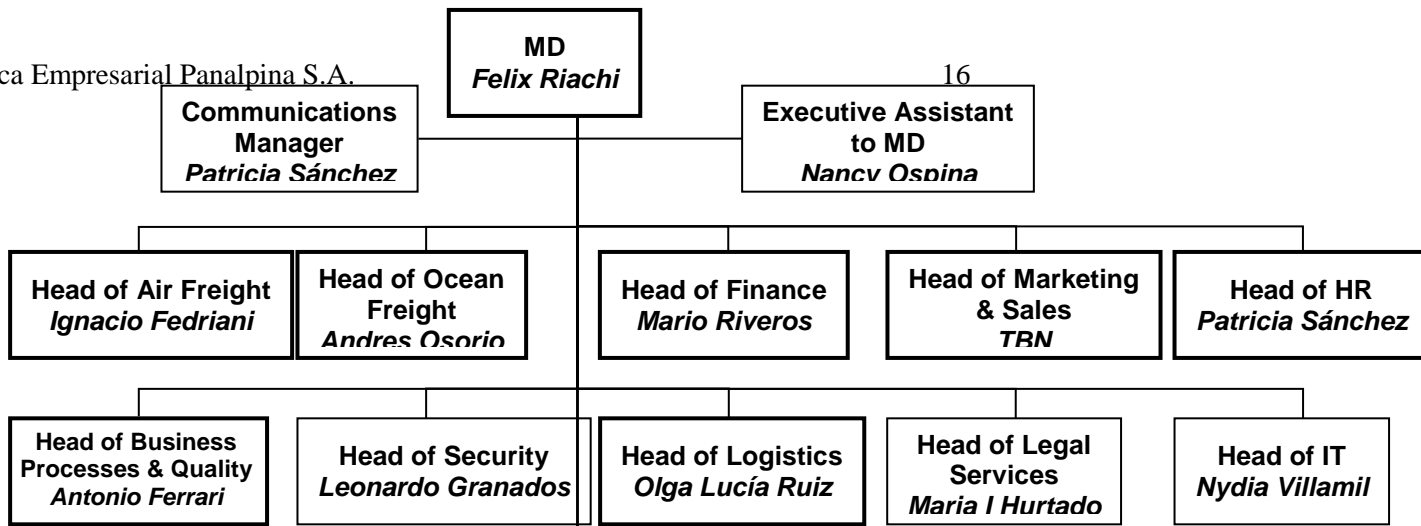 MD
Felix Riachi
ca Empresarial Panalpina S.A. 16
Communications
Manager
Patricia Sánchez
Executive Assistant
to MD
Nancy Ospina
Head of Air Freight
Ignacio Fedriani
Head of Ocean
Freight
Andres Osorio
Head of Finance
Mario Riveros
Head of Marketing
& Sales
TBN
Head of HR
Patricia Sánchez
Head of Business
Processes & Quality
Antonio Ferrari
Head of Security
Leonardo Granados
Head of Logistics
Olga Lucía Ruiz
Head of Legal
Services
Maria I Hurtado
Head of IT
Nydia Villamil